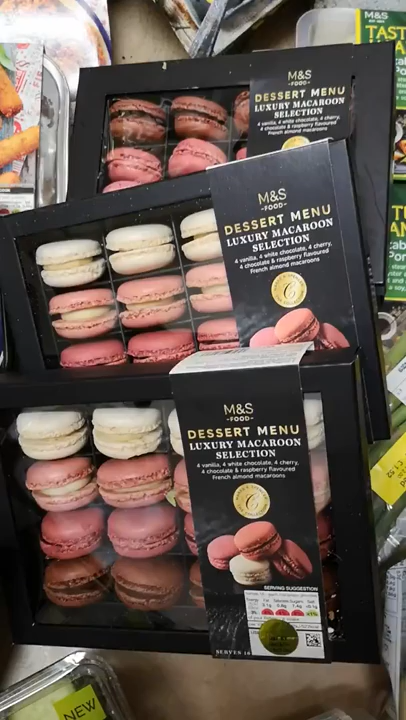 M&S
FOOD
DESSERT MENU
LUXURY MACAROON
SELECTION
4 vanilla, 4 white chocolate, 4 cherry,
4 chocolate & raspberry flavoured
French almond macaroons
M&S
TAST
M&S
FOOD
DESSERT MENU
LUXURY MACAROON
SELECTION
4 vanilla, 4 white chocolate, 4 cherry,
4 chocolate & raspberry flavoured
French almond macaroons
M&S
FOOD
DESSERT MENU
LUXURY MACAROON
SELECTION
4 vanilla, 4 white chocolate, 4 cherry,
4 chocolate & raspberry flavoured
French almond macaroons
SERVING SUGGESTION
SERVES 16
NEW